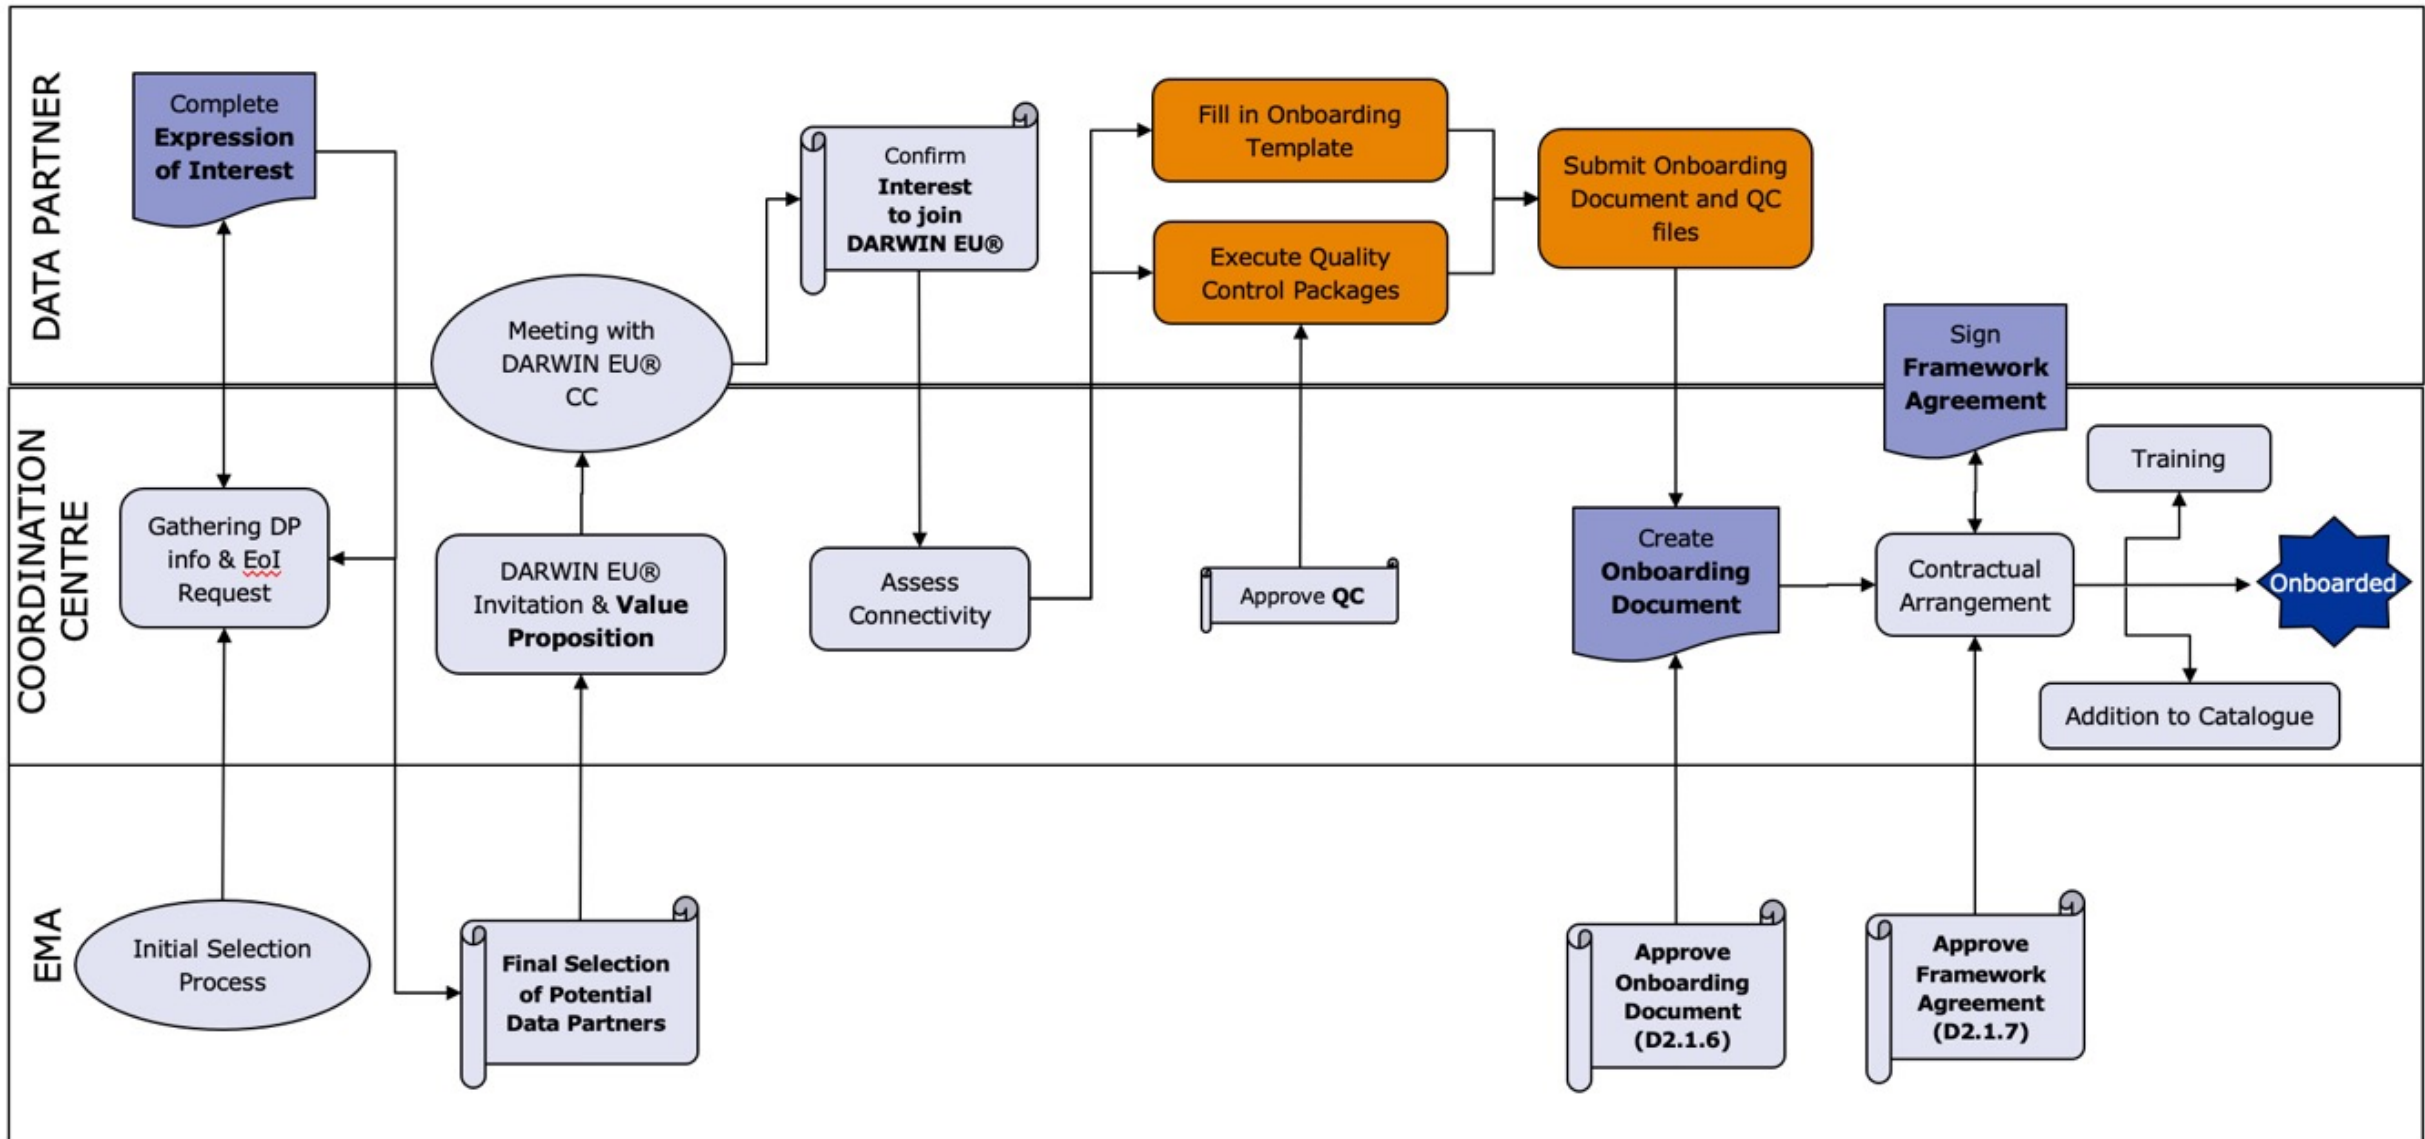 DATA PARTNER
Complete
Expression
of Interest
Confirm
Interest
to join
DARWIN EU®
Fill in Onboarding
Template
Execute Quality
Control Packages
Submit Onboarding
Document and QC
files
Meeting with
DARWIN EU®
CC
Sign
Framework
Agreement
COORDINATION
CENTRE
Gathering DP
info & EoI
Request
DARWIN EU®
Invitation & Value
Proposition
Assess
Connectivity
Approve QC
Create
Onboarding
Document
Contractual
Arrangement
Training
Onboarded
Addition to Catalogue
EMA
Initial Selection
Process
Final Selection
of Potential
Data Partners
Approve
Onboarding
Document
(D2.1.6)
Approve
Framework
Agreement
(D2.1.7)